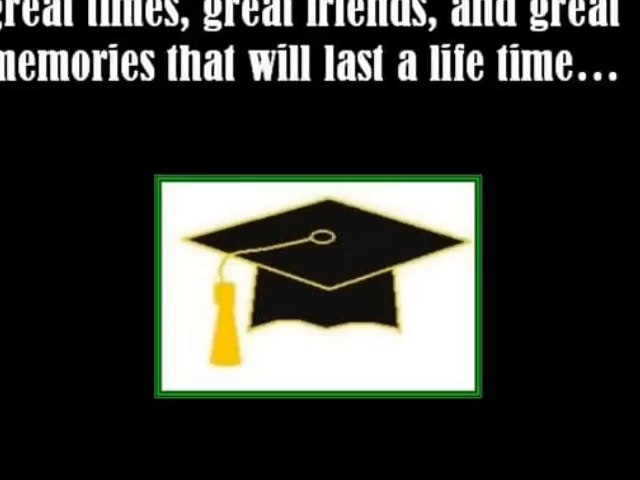 great times, great friends, and great
memories that will last a life time...